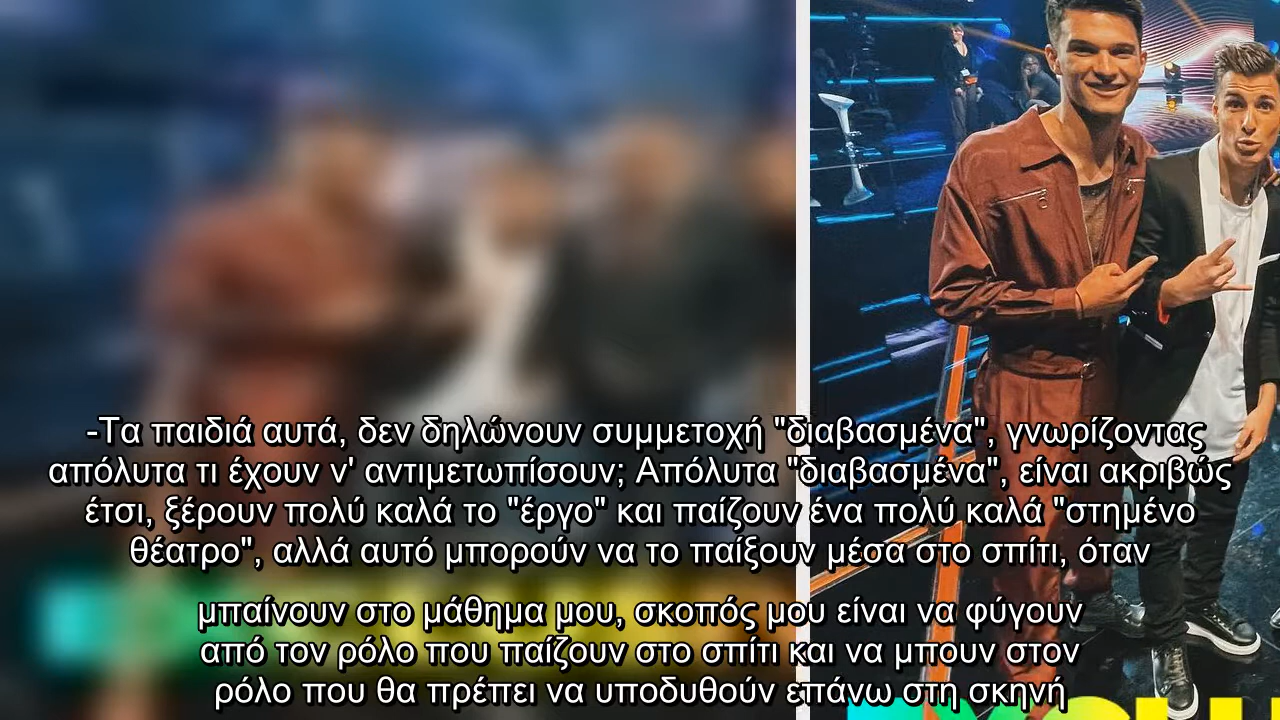 -Τα παιδιά αυτά, δεν δηλώνουν συμμετοχή "διαβασμένα", γνωρίζοντας
απόλυτα τι έχουν ν' αντιμετωπίσουν; Απόλυτα "διαβασμένα", είναι ακριβώς
έτσι, ξέρουν πολύ καλά το "έργο" και παίζουν ένα πολύ καλά "στημένο
θέατρο", αλλά αυτό μπορούν να το παίξουν μέσα στο σπίτι, όταν
μπαίνουν στο μάθημα μου, σκοπός μου είναι να φύγουν
από τον ρόλο που παίζουν στο σπίτι και να μπουν στον
ρόλο που θα πρέπει να υποδυθούν επάνω στη σκηνή